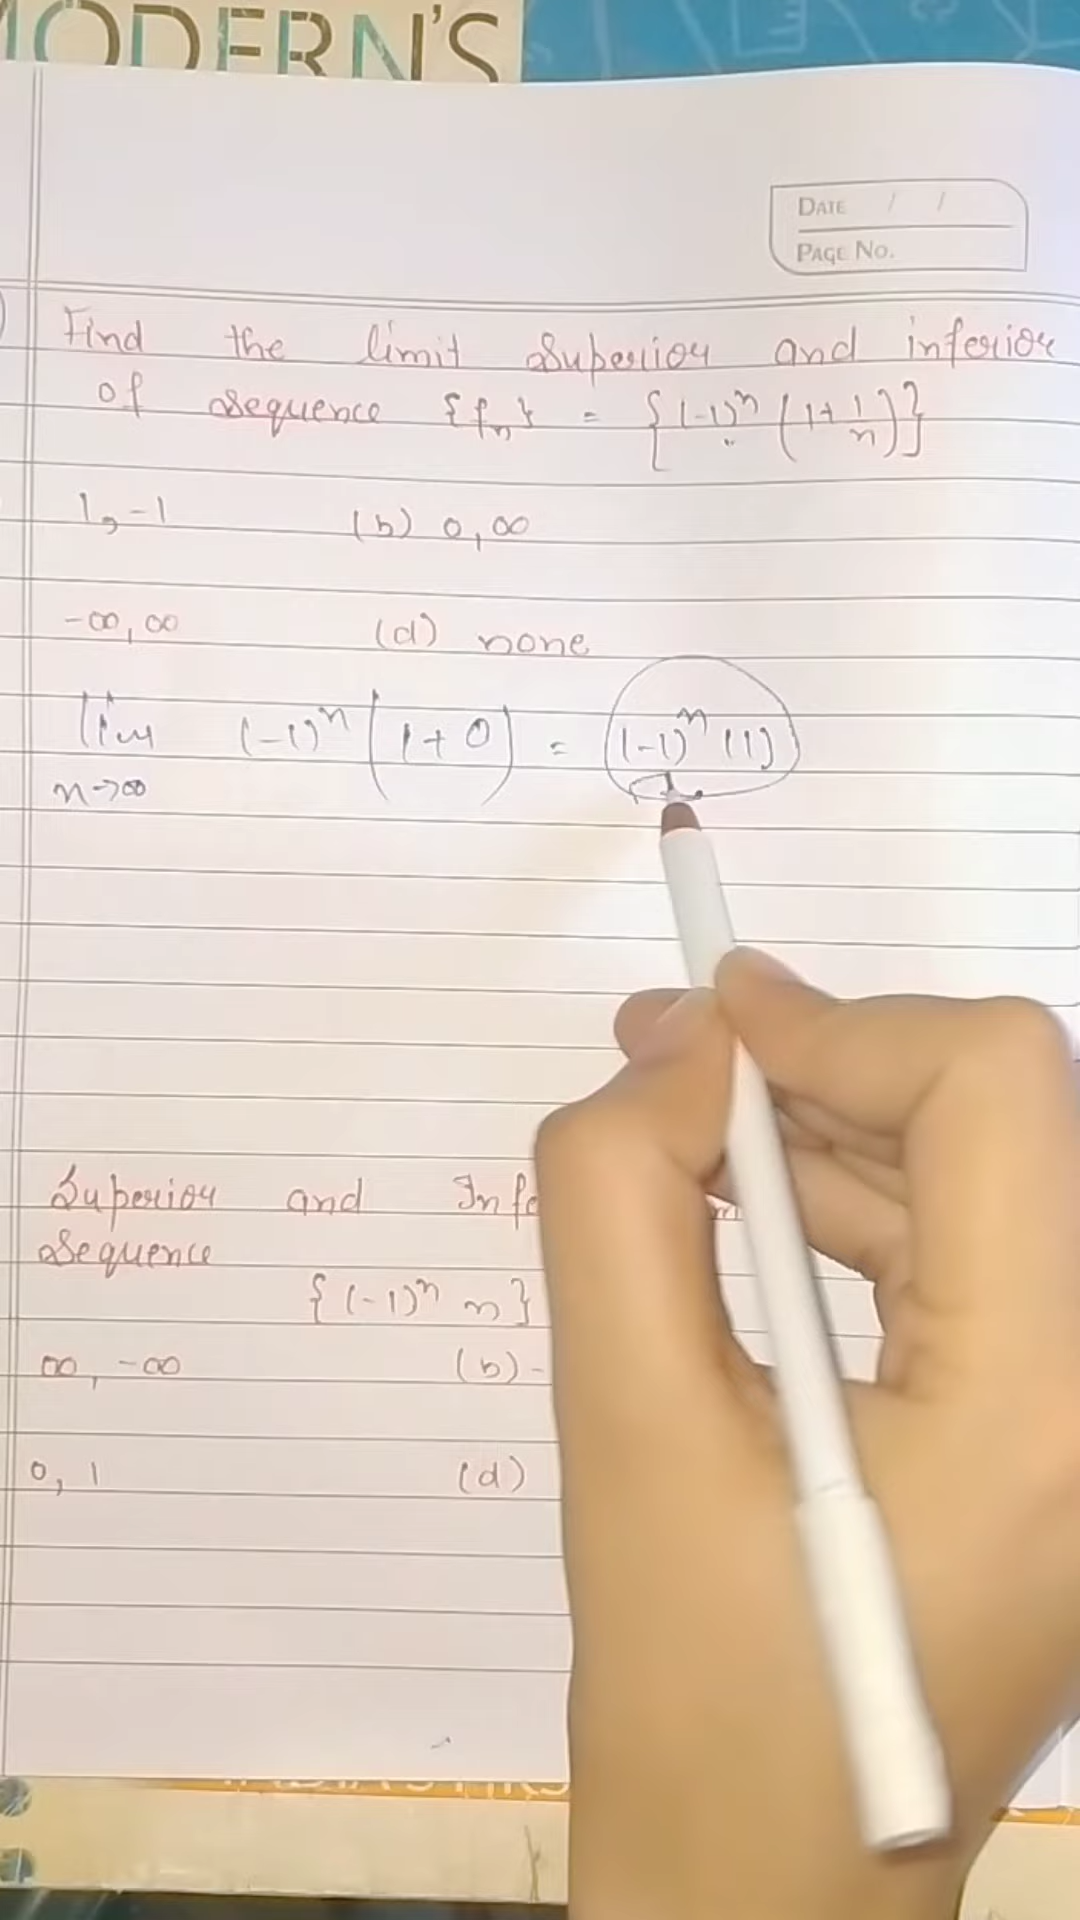 MODERN'S
DATE / /
PAGE NO.
Find the limit Superior and inferior
of sequence {fn} = {(-1)^n (1+1/n)}
1, -1 (b) 0, ∞
-∞, ∞ (d) none
lim n→∞ (-1)^n (1+0) = (-1)^n (1)
Superior and Inf
Sequence
{(-1)^n n}
∞, -∞ (b) -
0, 1 (d)